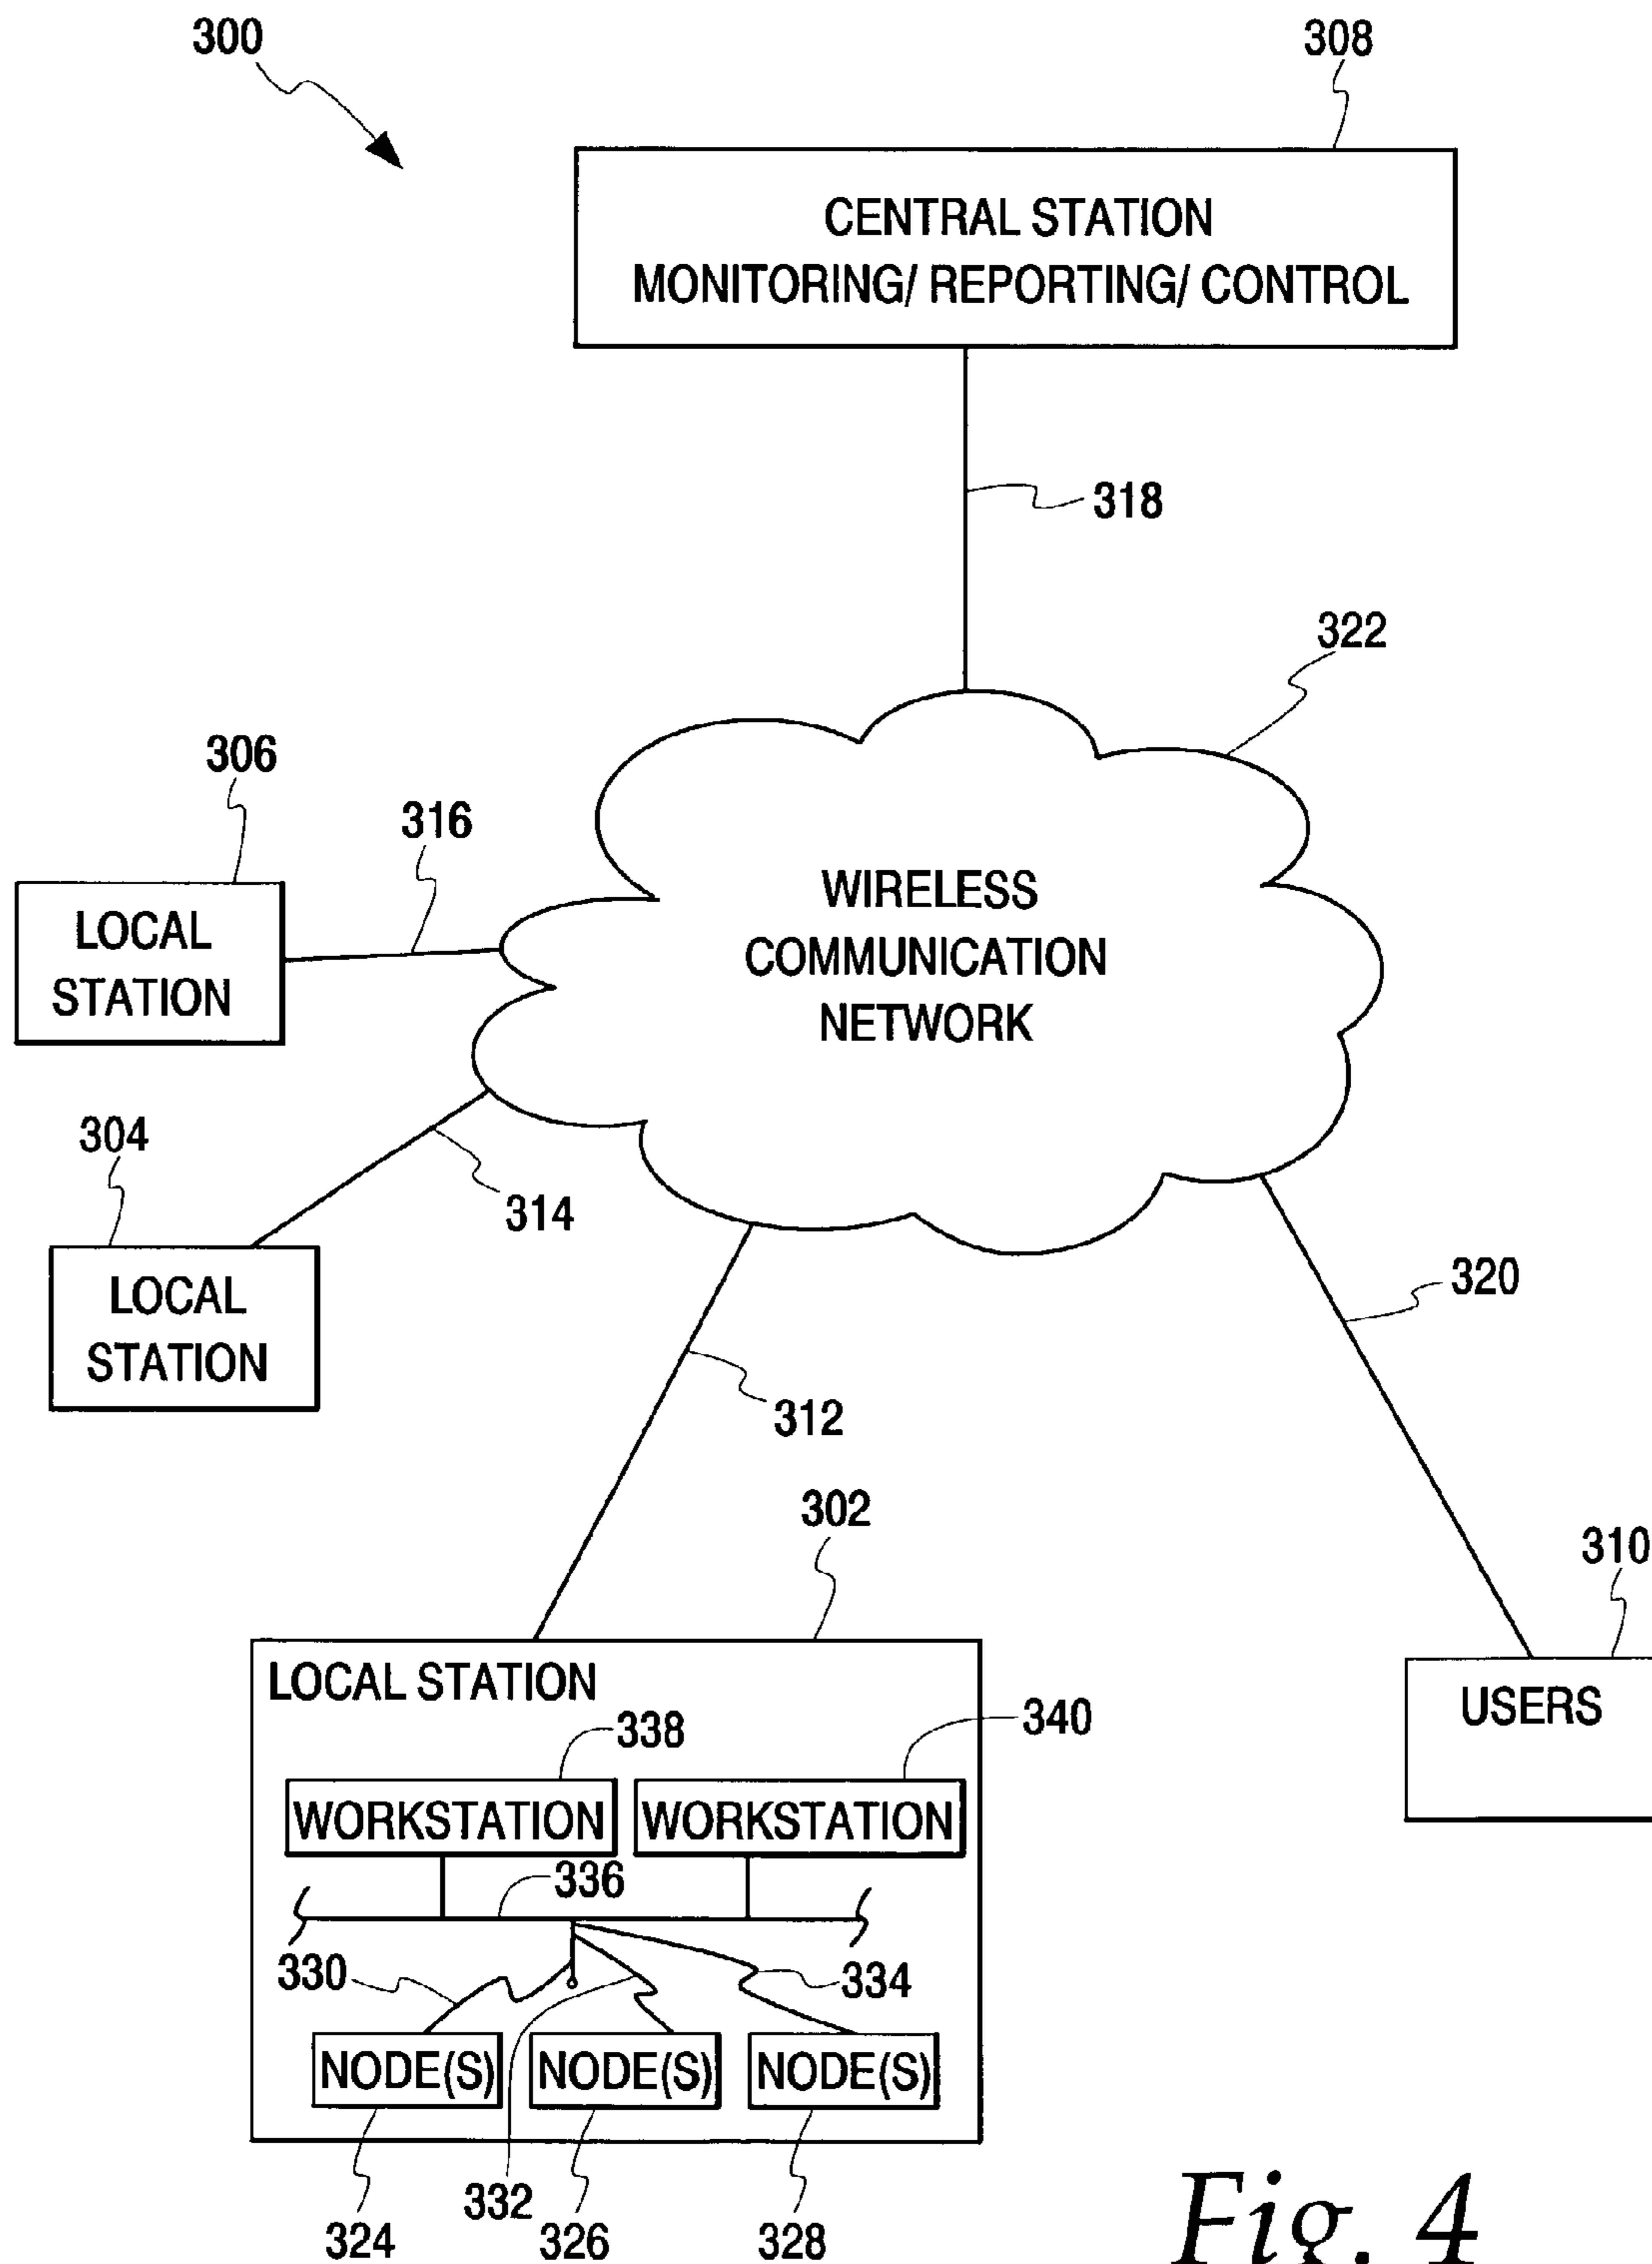 300
308
CENTRAL STATION
MONITORING/ REPORTING/ CONTROL
318
322
306
316
LOCAL
STATION
WIRELESS
COMMUNICATION
NETWORK
304
314
LOCAL
STATION
320
312
302
310
LOCAL STATION
USERS
338
340
WORKSTATION
WORKSTATION
336
330
334
NODE(S)
NODE(S)
NODE(S)
332
324
326
328
Fig. 4